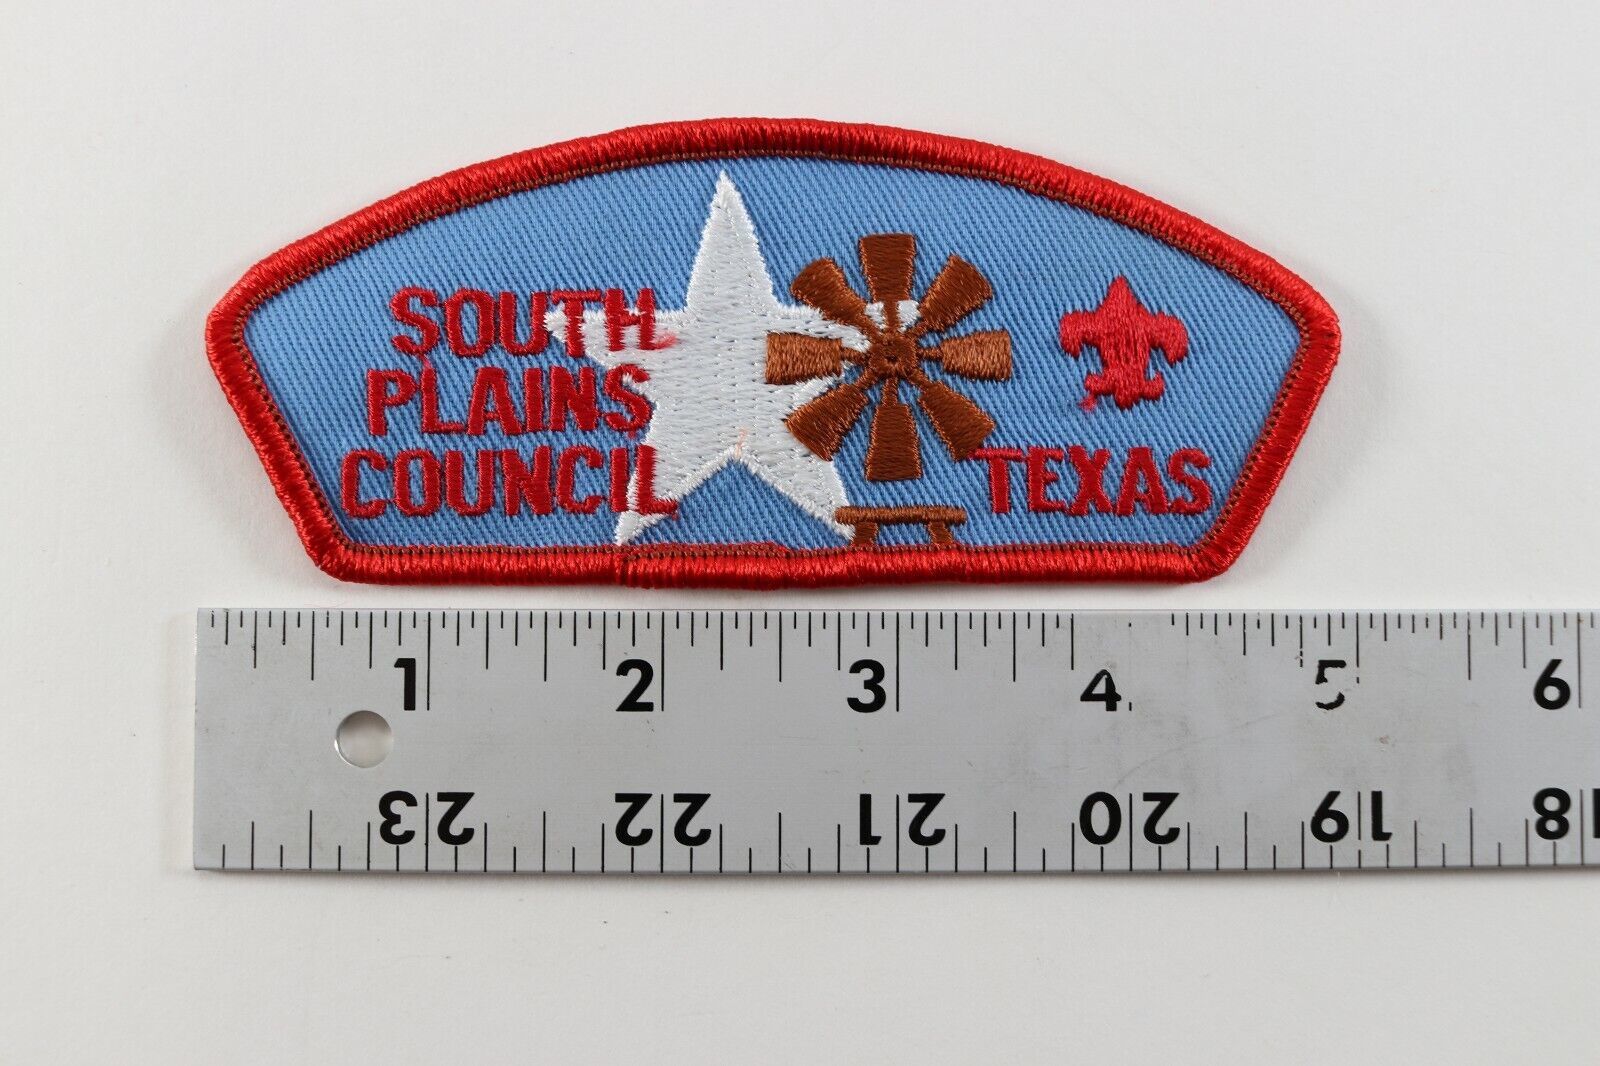 SOUTH
PLAINS
COUNCIL
TEXAS
1 2 3 4 5 6
23 22 21 20 19 18